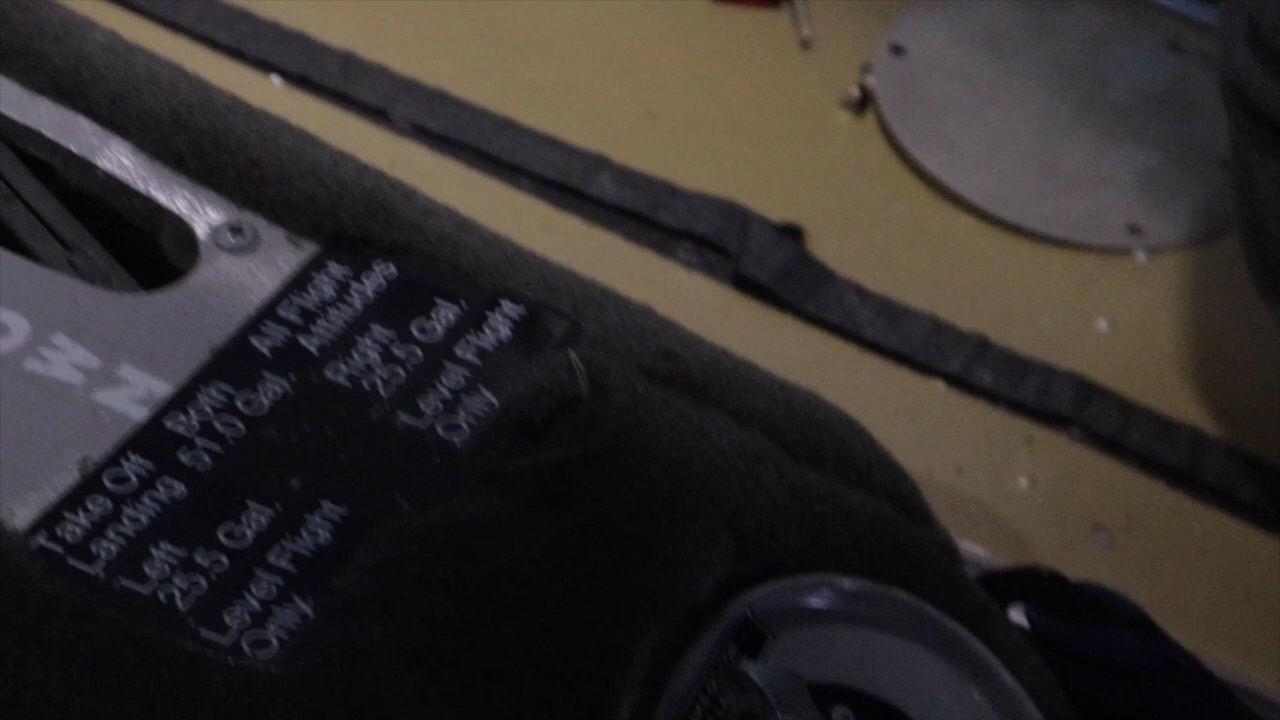 OWN
Take Off Both All Flight
Landing 51.0 Gal. Attitudes
Left Right
25.5 Gal. 25.5 Gal.
Level Flight Level Flight
Only Only